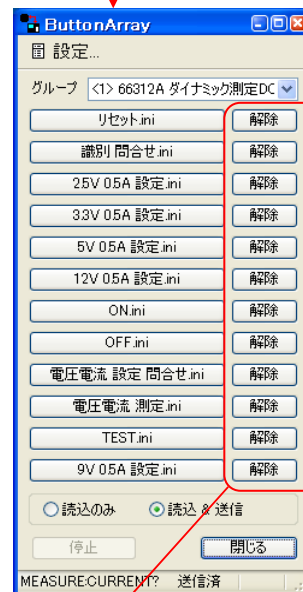 ButtonArray
設定...
グループ <1> 66312A ダイナミック測定DC
リセット.ini 解除
識別 問合せ.ini 解除
2.5V 0.5A 設定.ini 解除
3.3V 0.5A 設定.ini 解除
5V 0.5A 設定.ini 解除
12V 0.5A 設定.ini 解除
ON.ini 解除
OFF.ini 解除
電圧電流 設定 問合せ.ini 解除
電圧電流 測定.ini 解除
TEST.ini 解除
9V 0.5A 設定.ini 解除
読込のみ 読込 & 送信
停止 閉じる
MEASURE:CURRENT? 送信済